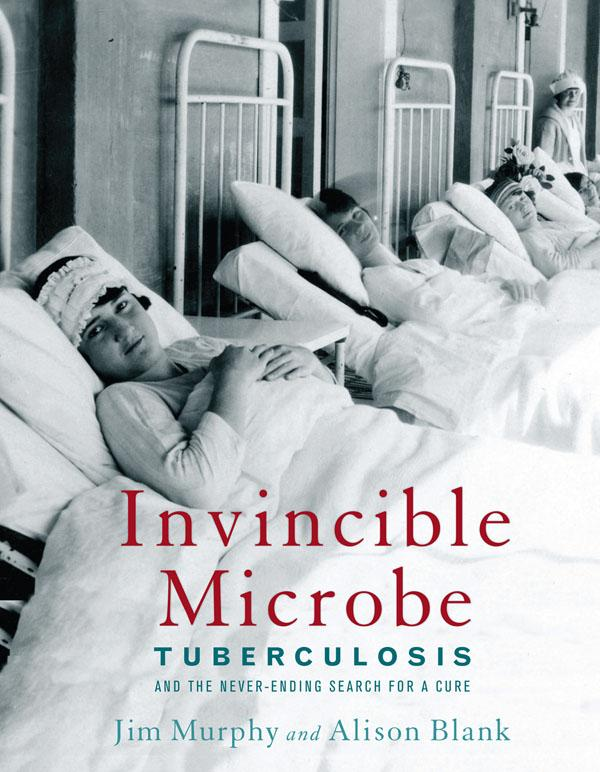 Invincible
Microbe
TUBERCULOSIS
AND THE NEVER-ENDING SEARCH FOR A CURE
Jim Murphy and Alison Blank